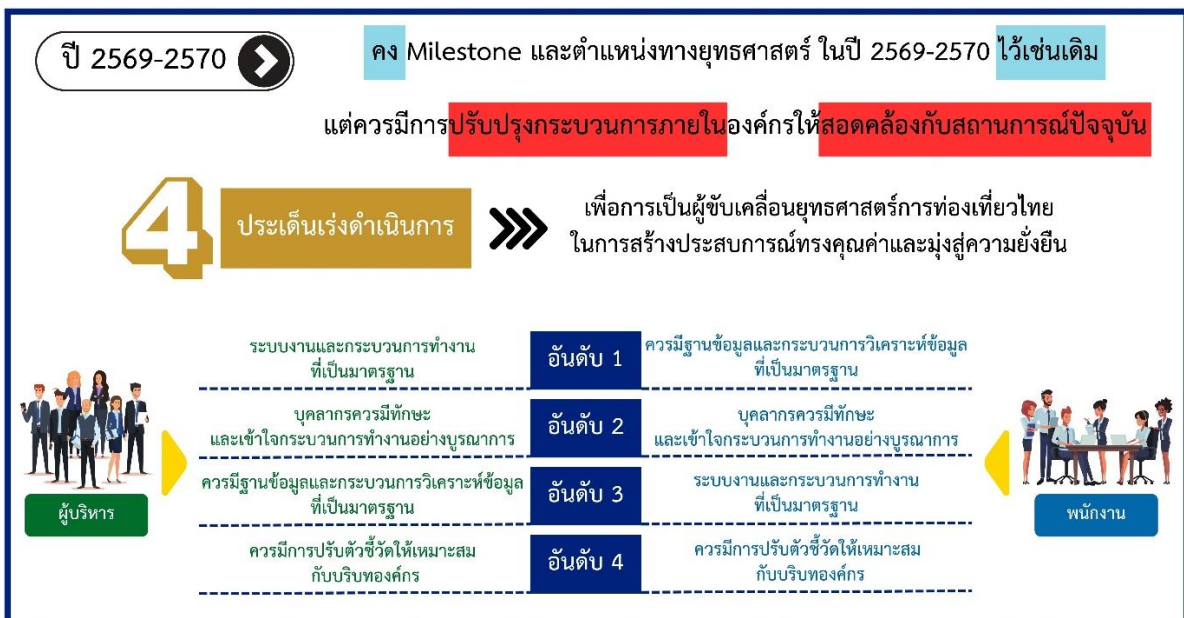 ปี 2569-2570
คง Milestone และตำแหน่งทางยุทธศาสตร์ ในปี 2569-2570 ไว้เช่นเดิม
แต่ควรมีการปรับปรุงกระบวนการภายในองค์กรให้สอดคล้องกับสถานการณ์ปัจจุบัน
4
ประเด็นเร่งดำเนินการ
เพื่อการเป็นผู้ขับเคลื่อนยุทธศาสตร์การท่องเที่ยวไทย
ในการสร้างประสบการณ์ทรงคุณค่าและมุ่งสู่ความยั่งยืน
ระบบงานและกระบวนการทำงาน
ที่เป็นมาตรฐาน
อันดับ 1
ควรมีฐานข้อมูลและกระบวนการวิเคราะห์ข้อมูล
ที่เป็นมาตรฐาน
บุคลากรควรมีทักษะ
และเข้าใจกระบวนการทำงานอย่างบูรณาการ
อันดับ 2
บุคลากรควรมีทักษะ
และเข้าใจกระบวนการทำงานอย่างบูรณาการ
ควรมีฐานข้อมูลและกระบวนการวิเคราะห์ข้อมูล
ที่เป็นมาตรฐาน
อันดับ 3
ระบบงานและกระบวนการทำงาน
ที่เป็นมาตรฐาน
ควรมีการปรับตัวชี้วัดให้เหมาะสม
กับบริบทองค์กร
อันดับ 4
ควรมีการปรับตัวชี้วัดให้เหมาะสม
กับบริบทองค์กร
ผู้บริหาร
พนักงาน